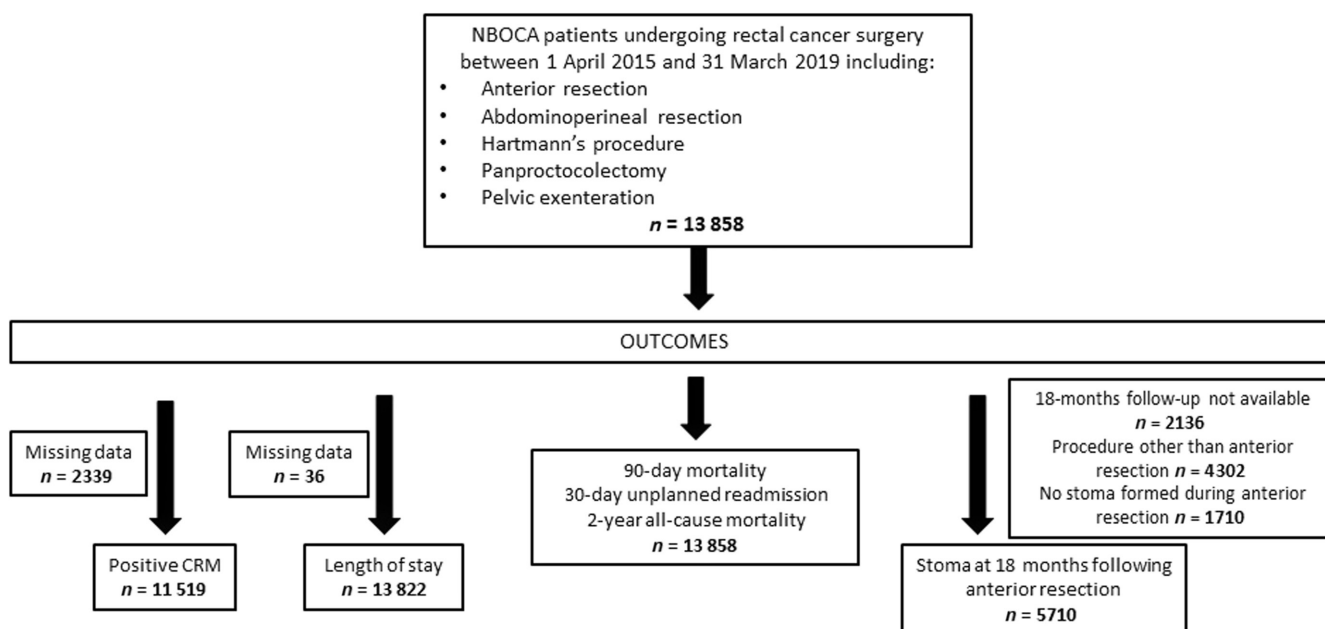 NBOCA patients undergoing rectal cancer surgery
between 1 April 2015 and 31 March 2019 including:
• Anterior resection
• Abdominoperineal resection
• Hartmann's procedure
• Panproctocolectomy
• Pelvic exenteration
n = 13 858
OUTCOMES
Missing data
n = 2339
Positive CRM
n = 11 519
Missing data
n = 36
Length of stay
n = 13 822
90-day mortality
30-day unplanned readmission
2-year all-cause mortality
n = 13 858
18-months follow-up not available
n = 2136
Procedure other than anterior
resection n = 4302
No stoma formed during anterior
resection n = 1710
Stoma at 18 months following
anterior resection
n = 5710